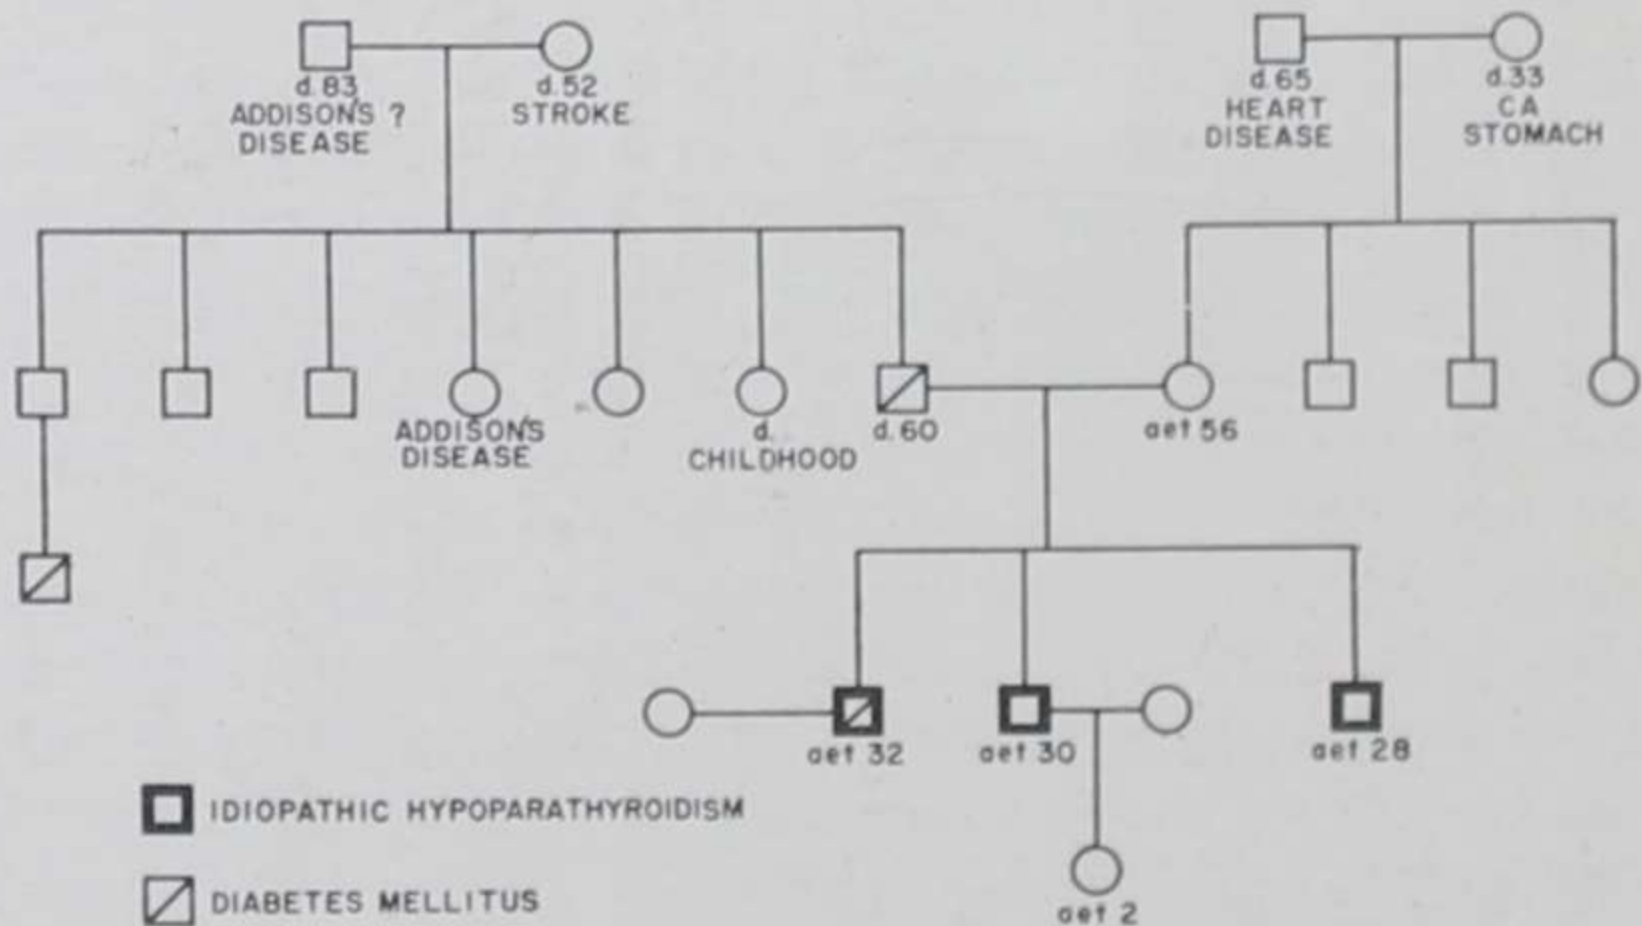 d. 83
ADDISON'S ?
DISEASE
d. 52
STROKE
d. 65
HEART
DISEASE
d. 33
CA
STOMACH
ADDISON'S
DISEASE
d.
CHILDHOOD
d. 60
aet 56
aet 32
aet 30
aet 28
IDIOPATHIC HYPOPARATHYROIDISM
DIABETES MELLITUS
aet 2